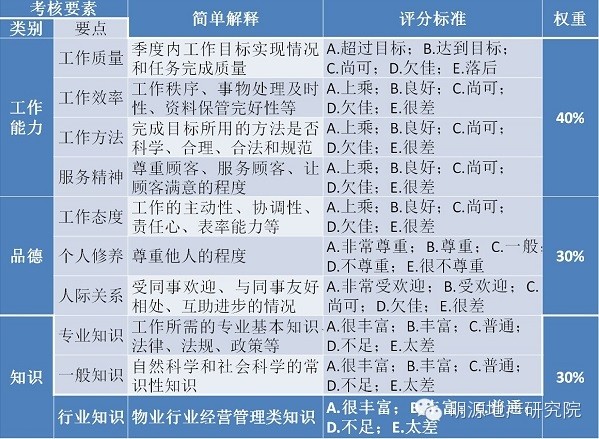 考核要素 简单解释 评分标准 权重
类别 要点
工作能力 40%
工作质量 季度内工作目标实现情况 A.超过目标；B.达到目标；
和任务完成质量 C.尚可；D.欠佳；E.落后
工作效率 工作秩序、事物处理及时 A.上乘；B.良好；C.尚可；
性、资料保管完好性等 D.欠佳；E.很差
工作方法 完成目标所用的方法是否 A.上乘；B.良好；C.尚可；
科学、合理、合法和规范 D.欠佳；E.很差
服务精神 尊重顾客、服务顾客、让 A.上乘；B.良好；C.尚可；
顾客满意的程度 D.欠佳；E.很差
品德 30%
工作态度 工作的主动性、协调性、 A.上乘；B.良好；C.尚可；
责任心、表率能力等 D.欠佳；E.很差
个人修养 尊重他人的程度 A.非常尊重；B.尊重；C.一般；
D.不尊重；E.很不尊重
人际关系 受同事欢迎、与同事友好 A.非常受欢迎；B.受欢迎；C.
相处、互助进步的情况 尚可；D.欠佳；E.很差
知识 30%
专业知识 工作所需的专业基本知识 A.很丰富；B.丰富；C.普通；
法律、法规、政策等 D.不足；E.太差
一般知识 自然科学和社会科学的常 A.很丰富；B.丰富；C.普通；
识性知识 D.不足；E.太差
行业知识 物业行业经营管理类知识 A.很丰富；B.丰富；C.普通
D.不足；E.太差
明源地产研究院